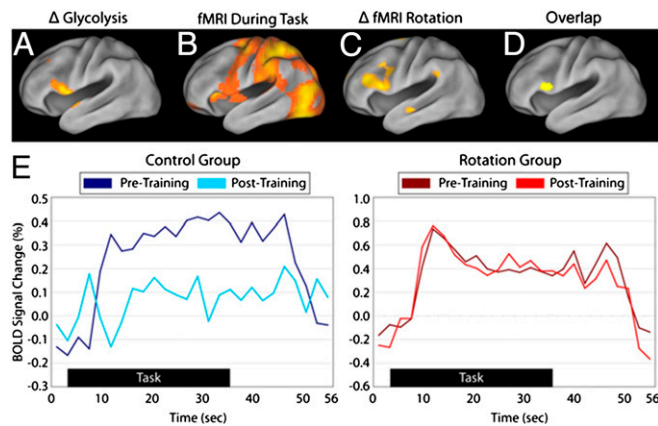 Δ Glycolysis
fMRI During Task
Δ fMRI Rotation
Overlap
A
B
C
D
E
Control Group
Pre-Training
Post-Training
BOLD Signal Change (%)
0.5
0.4
0.3
0.4
0.1
0.0
-0.1
-0.2
-0.3
Task
0
10
20
30
40
50
56
Time (sec)
Rotation Group
Pre-Training
Post-Training
1.0
0.8
0.6
0.4
0.2
0.0
-0.2
-0.4
-0.6
Task
0
10
20
30
40
50
56
Time (sec)